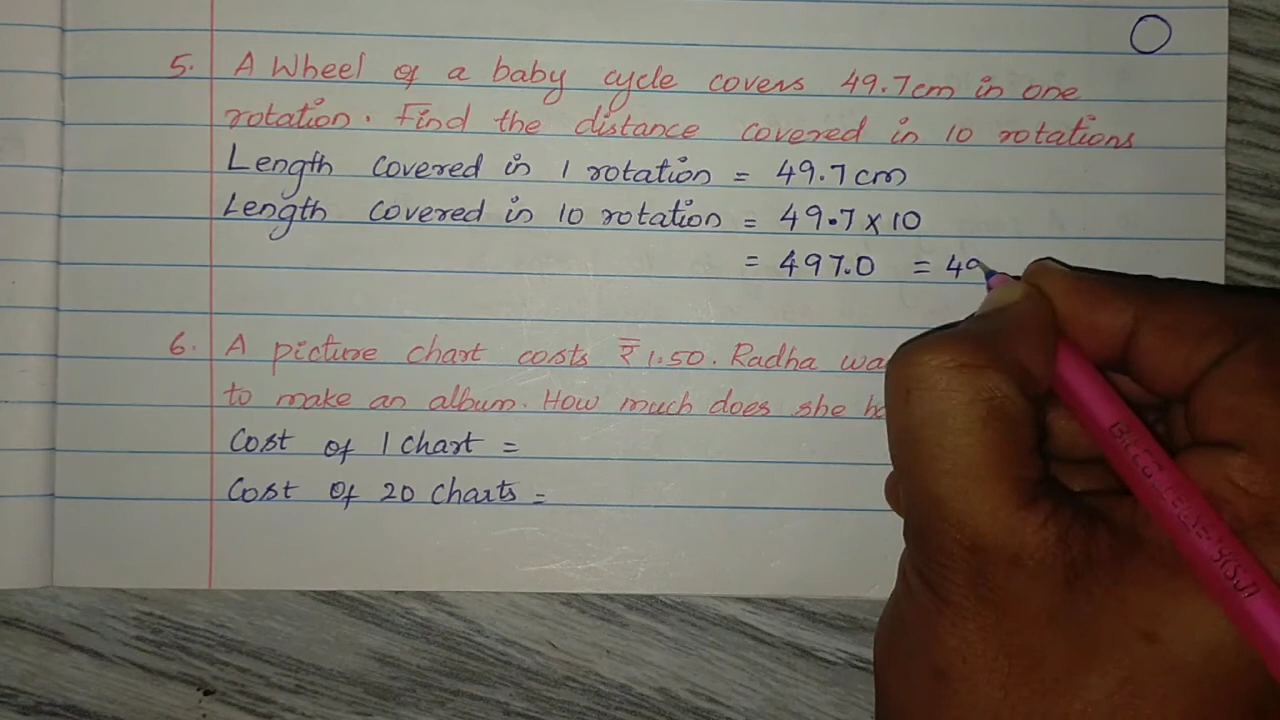 5. A Wheel of a baby cycle covers 49.7cm in one
rotation. Find the distance covered in 10 rotations
Length covered in 1 rotation = 49.7cm
Length covered in 10 rotation = 49.7 x 10
= 497.0 = 49
6. A picture chart costs ₹1.50. Radha
to make an album. How much does she
Cost of 1 chart =
Cost of 20 charts =